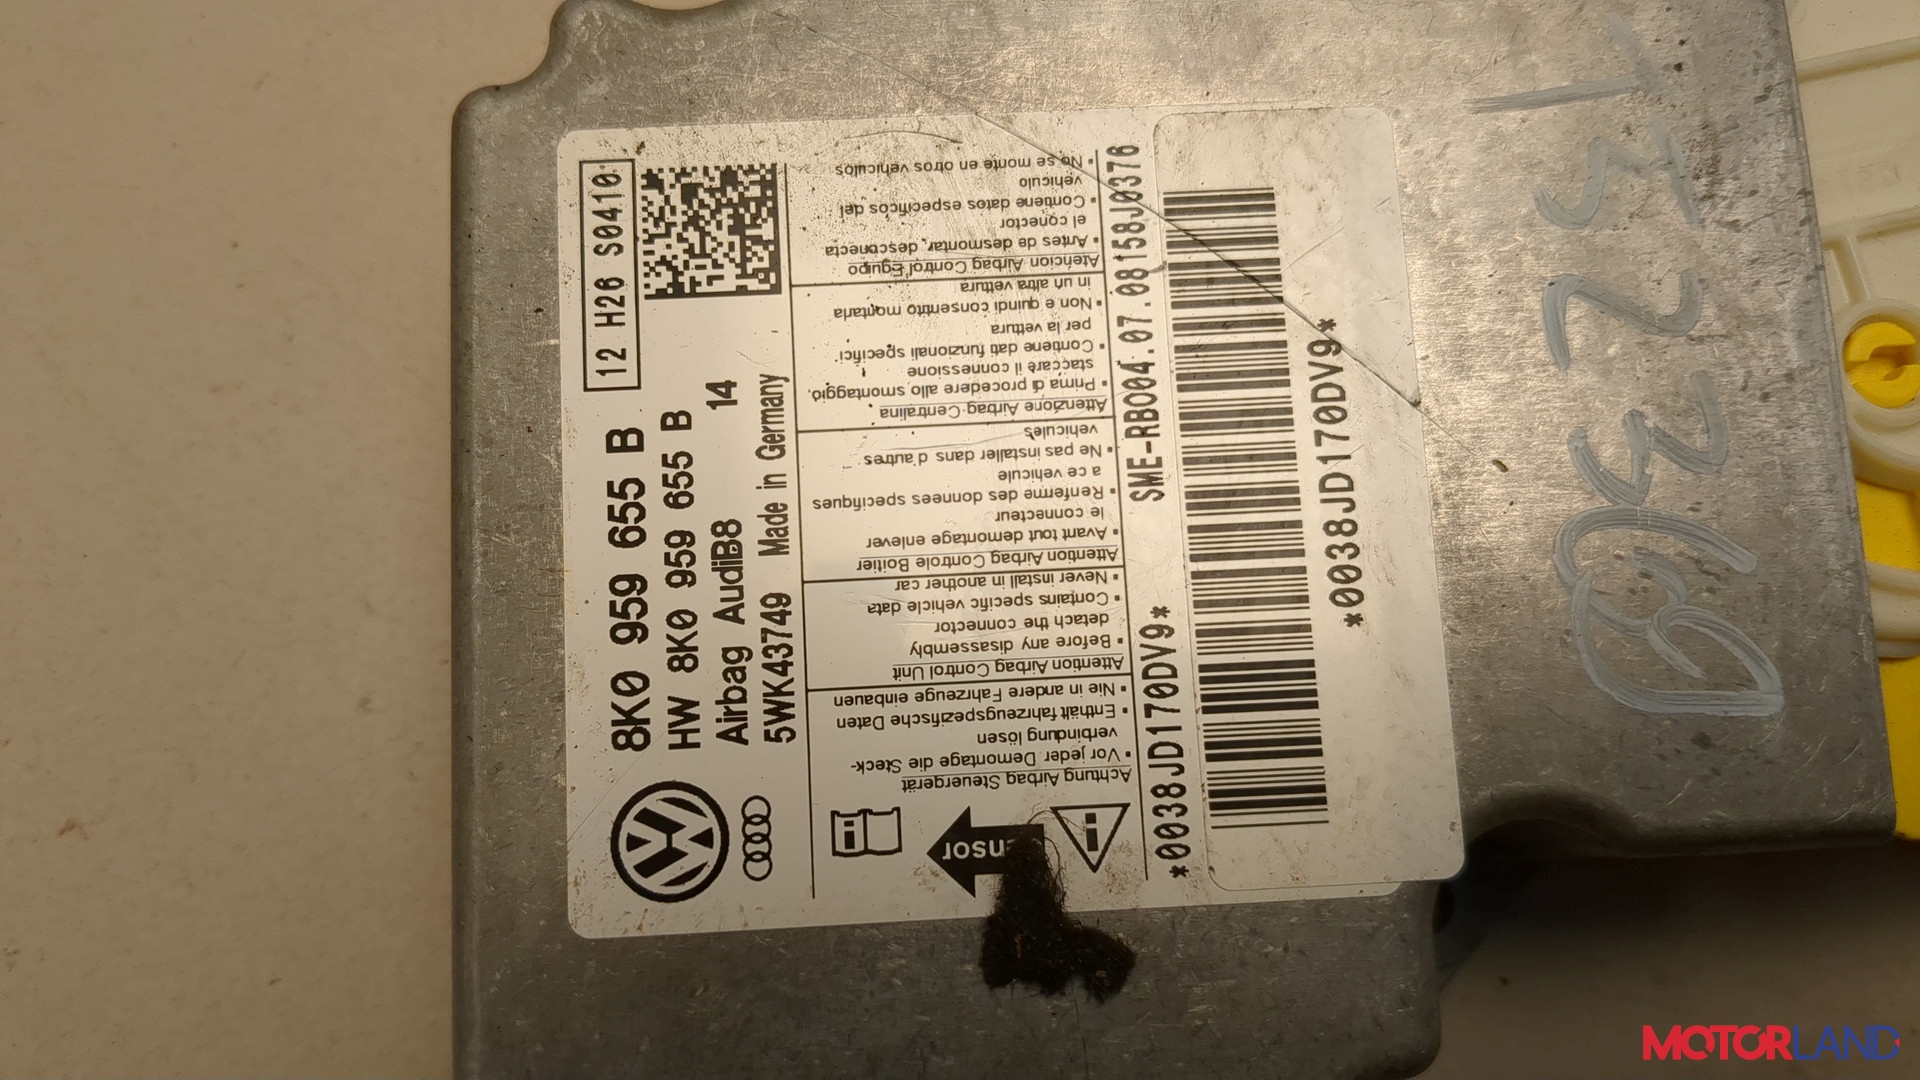 8K0 959 655 B
12 H26 S0410
HW 8K0 959 655 B
Airbag AudiB8 14
5WK43749 Made in Germany
Achtung Airbag Steuergerät
▪ Vor jeder Demontage die Steck-
verbindung lösen
▪ Enthält fahrzeugspezifische Daten
▪ Nie in andere Fahrzeuge einbauen
Attention Airbag Control Unit
▪ Before any disassembly
detach the connector
▪ Contains specific vehicle data
▪ Never install in another car
Attention Airbag Controle Boitier
▪ Avant tout demontage enlever
le connecteur
▪ Renferme des donnees specifiques
a ce vehicule
▪ Ne pas installer dans d'autres
vehicules
Attenzione Airbag Centralina
▪ Prima di procedere allo smontaggio,
staccare il connessione
▪ Contiene dati funzionali specifici
per la vettura
▪ Non e quindi consentito montarla
in un altra vettura
Atencion Airbag Control Equipo
▪ Antes de desmontar, desconecta
el conector
▪ Contiene datos especificos del
vehiculo
▪ No se monte en otros vehiculos
*0038JD170DV9* SME-RB004.07.08158J0376
*0038JD170DV9*
MOTORLAND